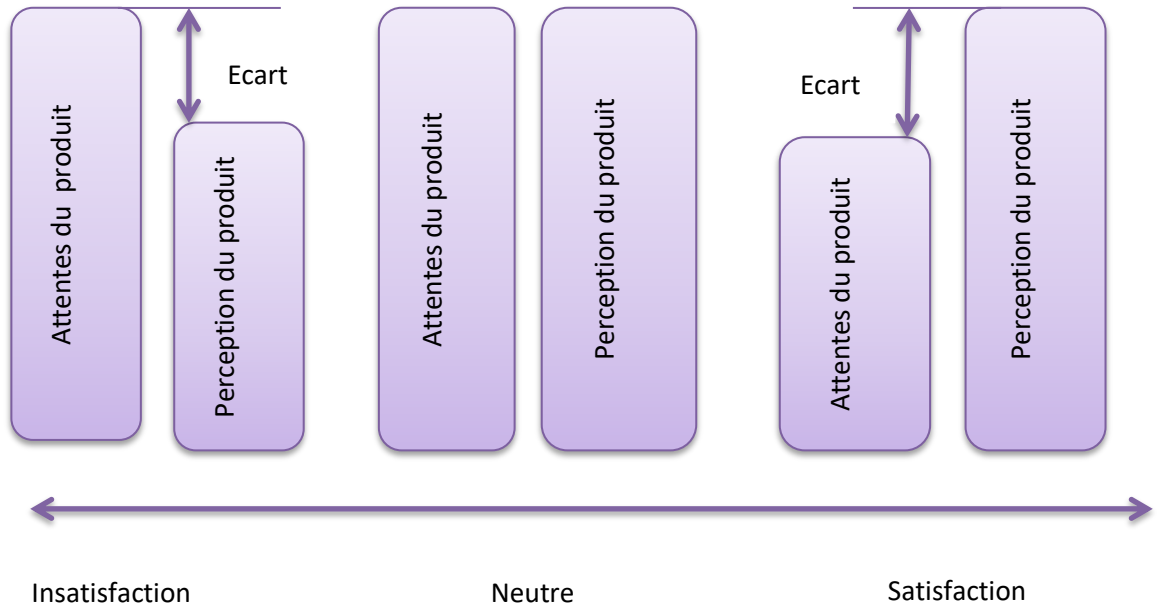 Attentes du produit
Ecart
Perception du produit
Attentes du produit
Perception du produit
Ecart
Attentes du produit
Perception du produit
Insatisfaction
Neutre
Satisfaction